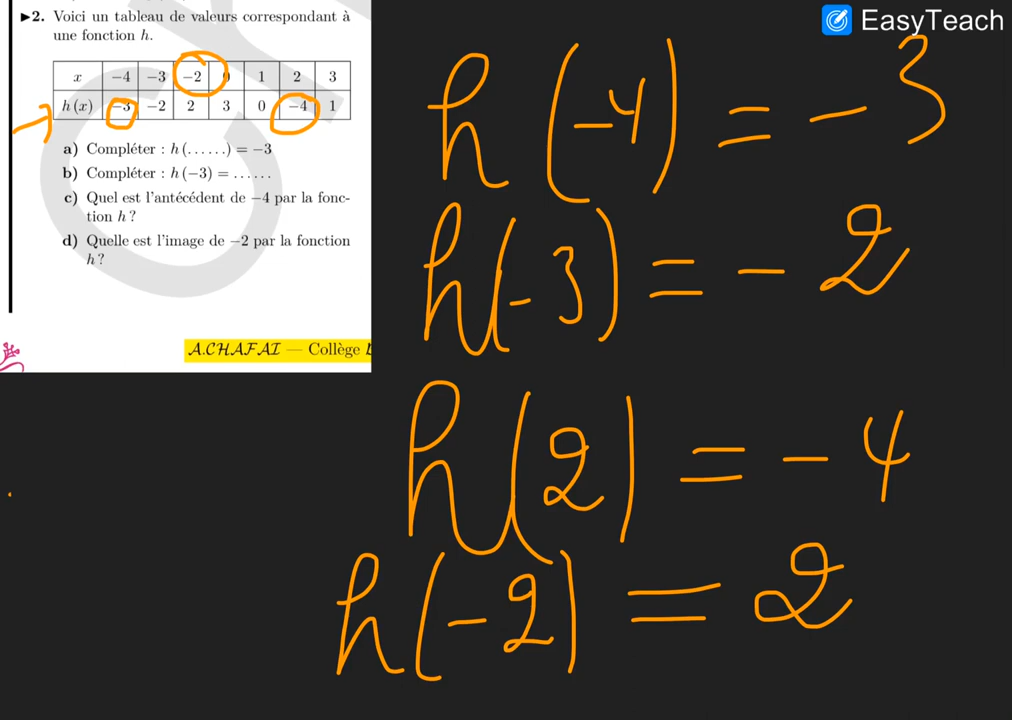 ►2. Voici un tableau de valeurs correspondant à
une fonction h.
x −4 −3 −2 0 1 2 3
h(x) −3 −2 2 3 0 −4 1
a) Compléter : h(......) = −3
b) Compléter : h(−3) = ......
c) Quel est l'antécédent de −4 par la fonc-
tion h ?
d) Quelle est l'image de −2 par la fonction
h ?
A.CHAFAI — Collège
EasyTeach
h(−4) = −3
h(−3) = −2
h(2) = −4
h(−2) = 2